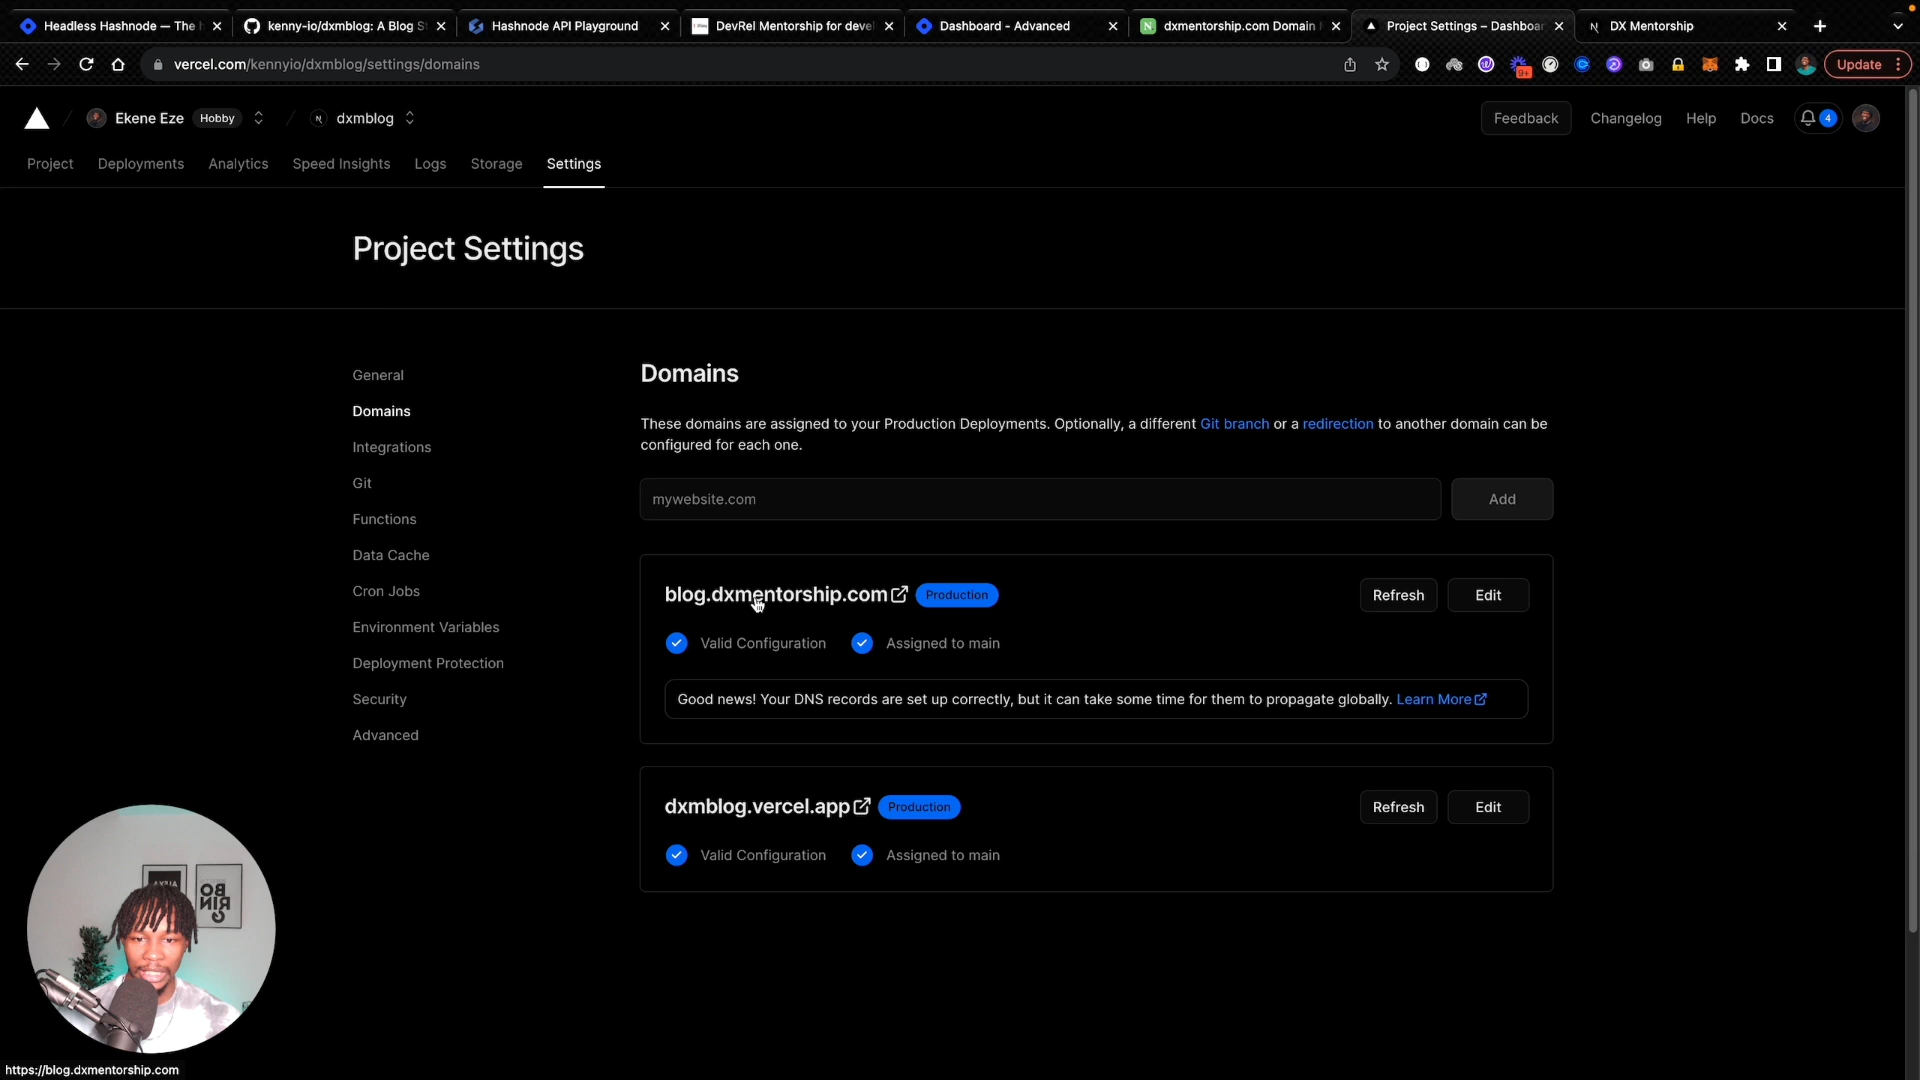 Headless Hashnode — The h
kenny-io/dxmblog: A Blog S
Hashnode API Playground
DevRel Mentorship for deve
Dashboard - Advanced
dxmentorship.com Domain
Project Settings – Dashboar
DX Mentorship
vercel.com/kennyio/dxmblog/settings/domains
9+
Update
Ekene Eze
Hobby
dxmblog
Feedback
Changelog
Help
Docs
4
Project
Deployments
Analytics
Speed Insights
Logs
Storage
Settings
Project Settings
General
Domains
Integrations
Git
Functions
Data Cache
Cron Jobs
Environment Variables
Deployment Protection
Security
Advanced
Domains
These domains are assigned to your Production Deployments. Optionally, a different Git branch or a redirection to another domain can be
configured for each one.
mywebsite.com
Add
blog.dxmentorship.com
Production
Refresh
Edit
Valid Configuration
Assigned to main
Good news! Your DNS records are set up correctly, but it can take some time for them to propagate globally. Learn More
dxmblog.vercel.app
Production
Refresh
Edit
Valid Configuration
Assigned to main
https://blog.dxmentorship.com